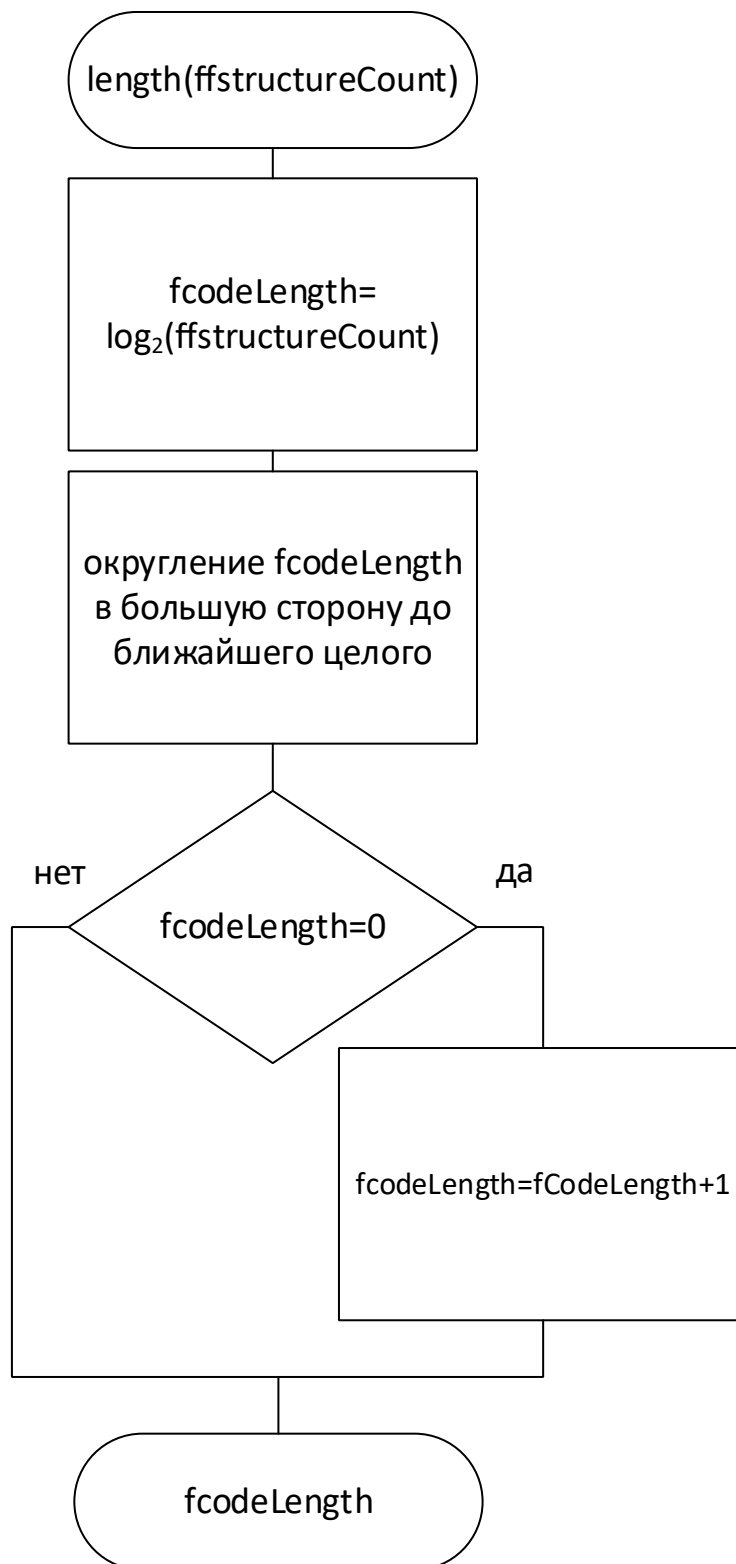 length(ffstructureCount)
fcodeLength=
log₂(ffstructureCount)
округление fcodeLength
в большую сторону до
ближайшего целого
нет
да
fcodeLength=0
fcodeLength=fCodeLength+1
fcodeLength